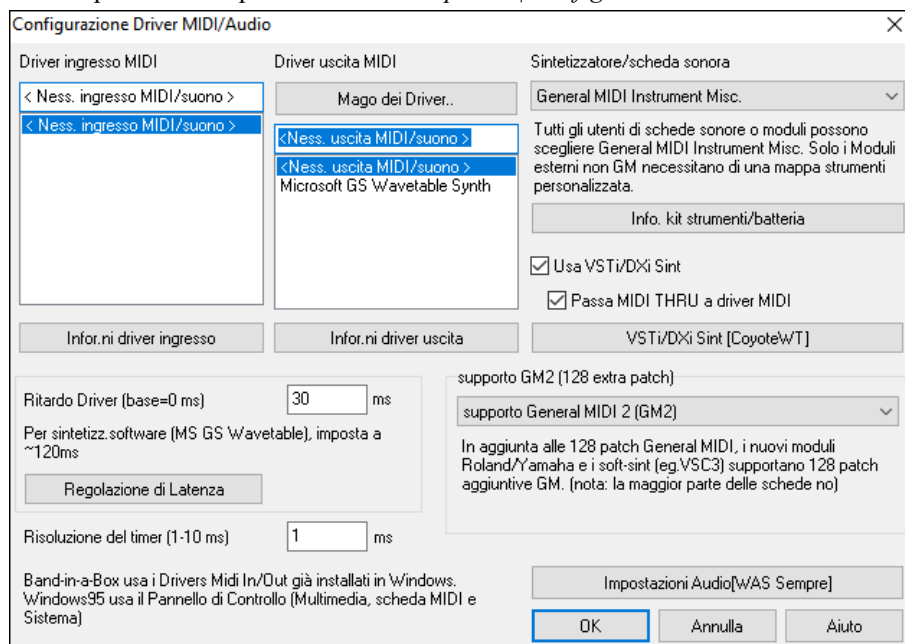 Configurazione Driver MIDI/Audio
Driver ingresso MIDI
< Ness. ingresso MIDI/suono >
< Ness. ingresso MIDI/suono >
Infor.ni driver ingresso
Driver uscita MIDI
Mago dei Driver..
<Ness. uscita MIDI/suono >
<Ness. uscita MIDI/suono >
Microsoft GS Wavetable Synth
Infor.ni driver uscita
Sintetizzatore/scheda sonora
General MIDI Instrument Misc.
Tutti gli utenti di schede sonore o moduli possono
scegliere General MIDI Instrument Misc. Solo i Moduli
esterni non GM necessitano di una mappa strumenti
personalizzata.
Info. kit strumenti/batteria
Usa VSTi/DXi Sint
Passa MIDI THRU a driver MIDI
VSTi/DXi Sint [CoyoteWT]
Ritardo Driver (base=0 ms) 30 ms
Per sintetizz.software (MS GS Wavetable), imposta a
~120ms
Regolazione di Latenza
Risoluzione del timer (1-10 ms) 1 ms
supporto GM2 (128 extra patch)
supporto General MIDI 2 (GM2)
In aggiunta alle 128 patch General MIDI, i nuovi moduli
Roland/Yamaha e i soft-sint (eg.VSC3) supportano 128 patch
aggiuntive GM. (nota: la maggior parte delle schede no)
Band-in-a-Box usa i Drivers Midi In/Out già installati in Windows.
Windows95 usa il Pannello di Controllo (Multimedia, scheda MIDI e
Sistema)
Impostazioni Audio[WAS Sempre]
OK
Annulla
Aiuto